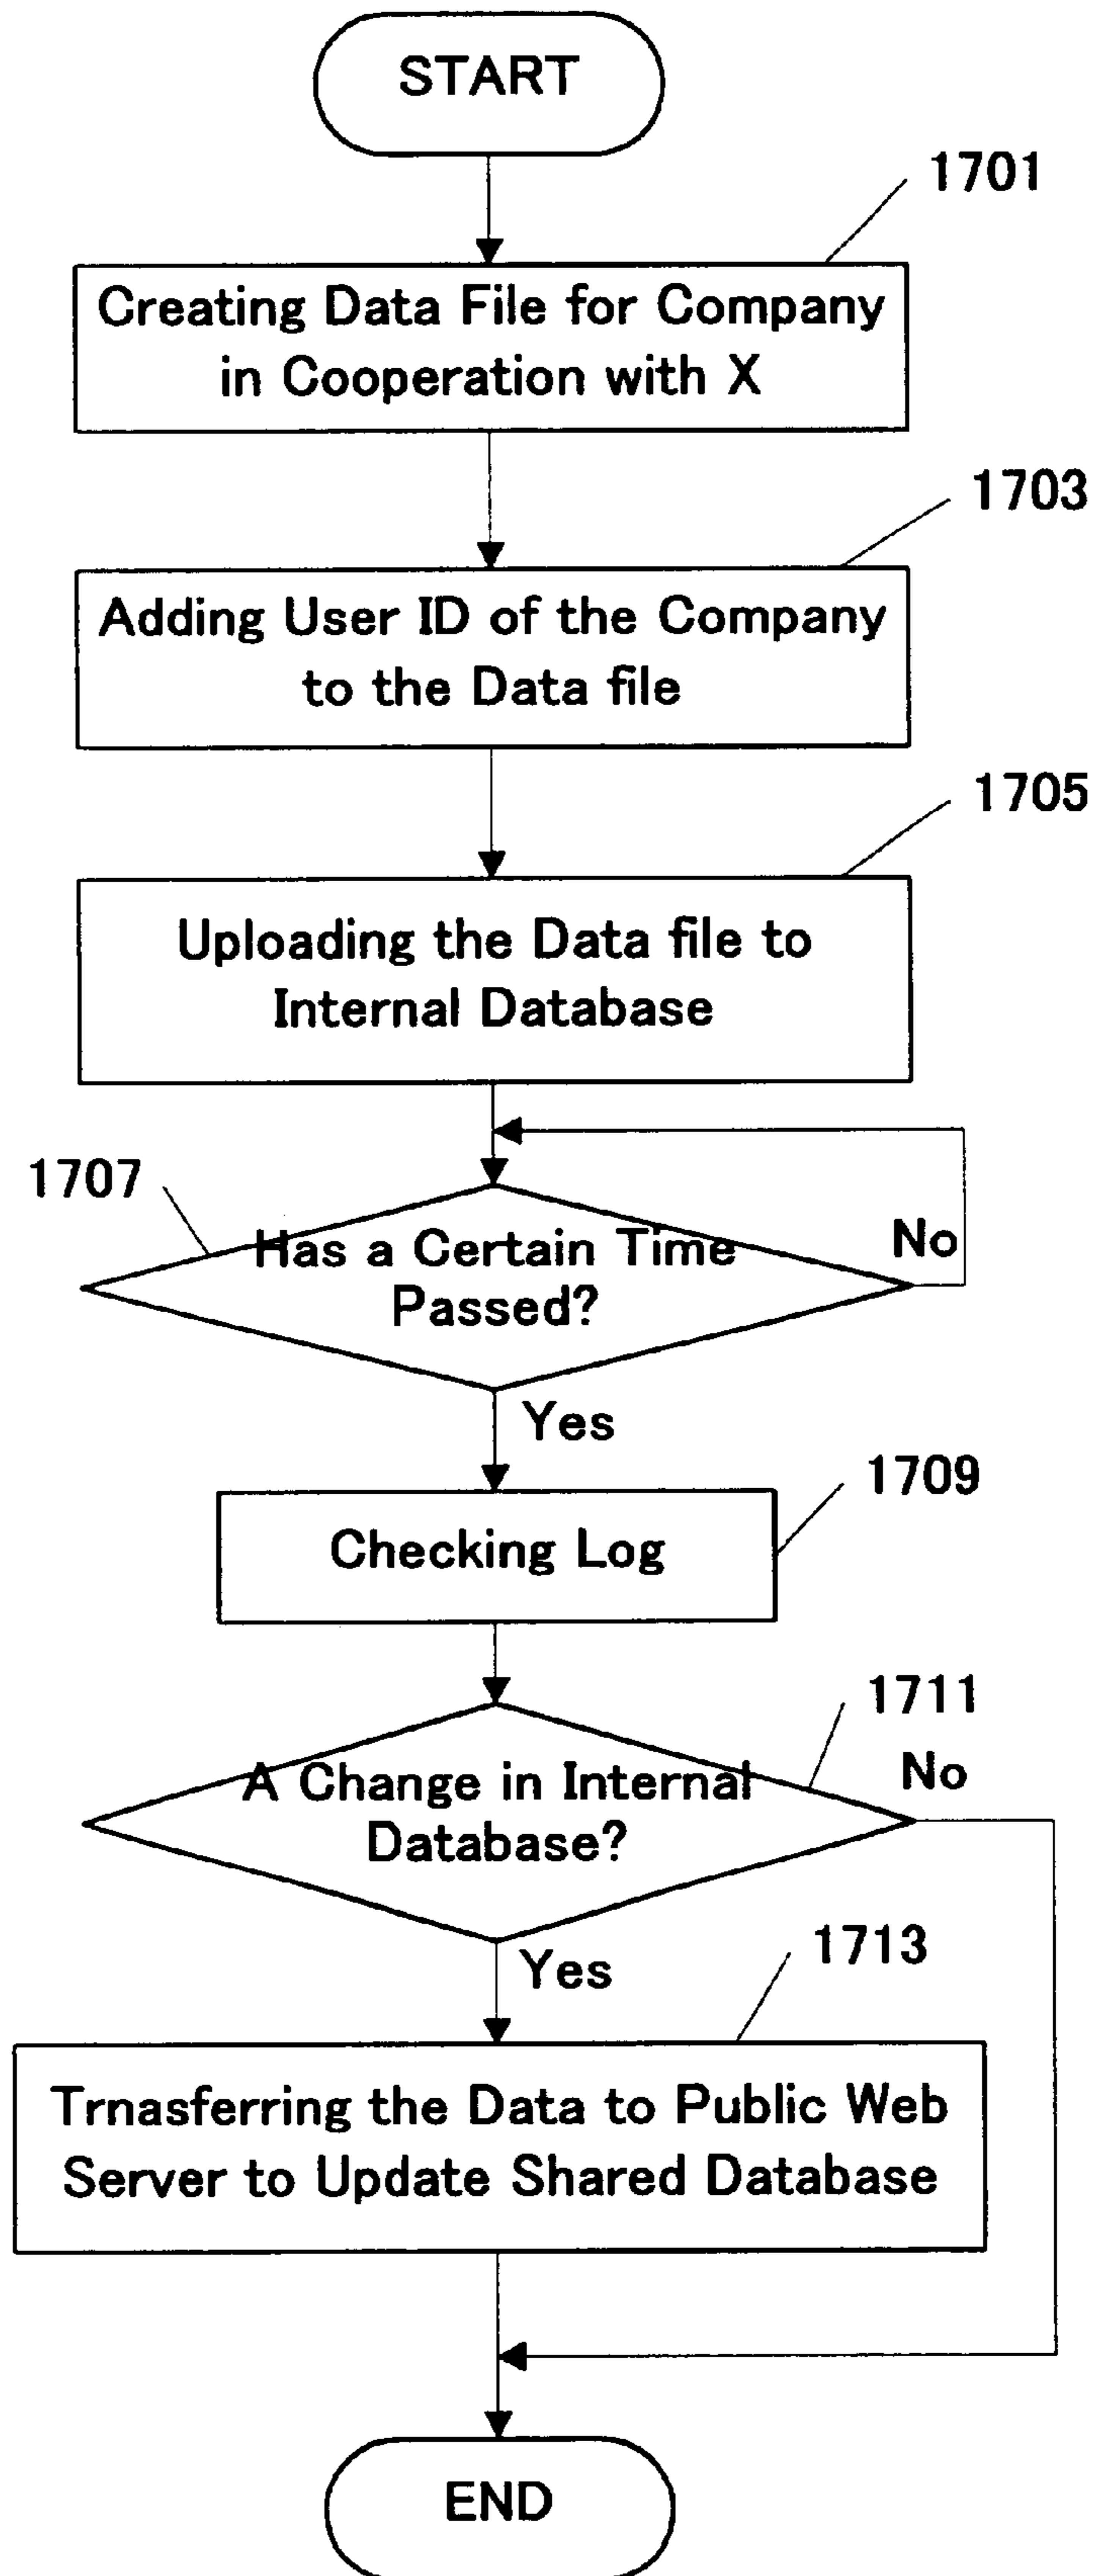 START
1701
Creating Data File for Company
in Cooperation with X
1703
Adding User ID of the Company
to the Data file
1705
Uploading the Data file to
Internal Database
1707
Has a Certain Time
Passed?
No
Yes
1709
Checking Log
1711
A Change in Internal
Database?
No
Yes
1713
Trnasferring the Data to Public Web
Server to Update Shared Database
END